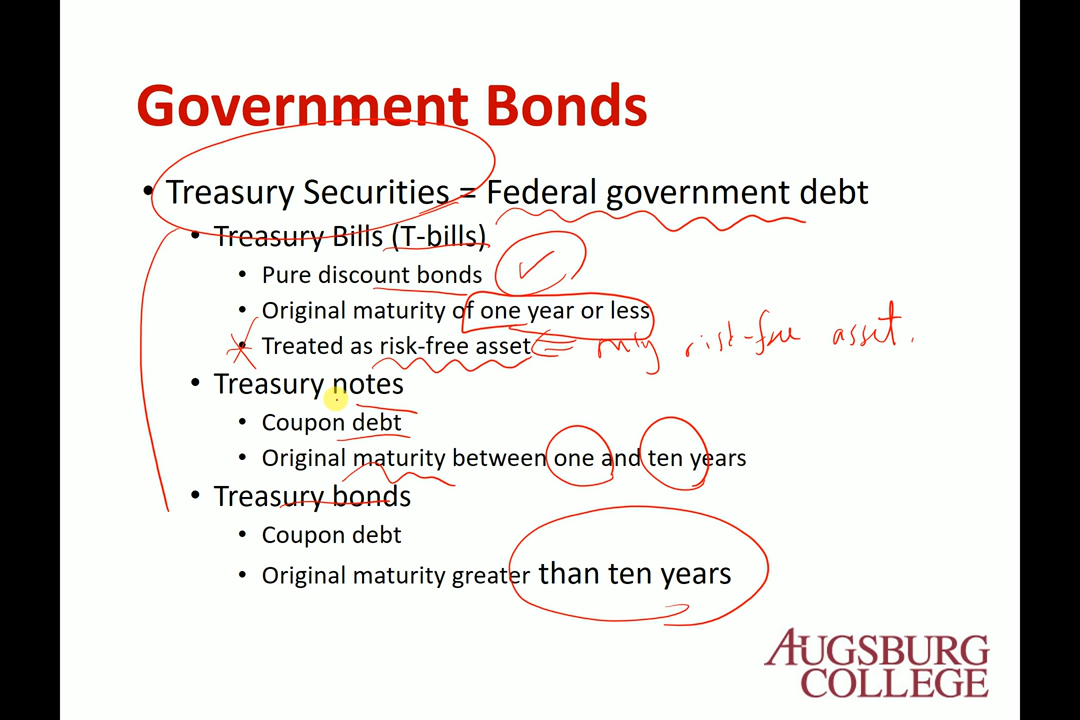 Government Bonds
• Treasury Securities = Federal government debt
• Treasury Bills (T-bills)
• Pure discount bonds
• Original maturity of one year or less
• Treated as risk-free asset only risk-free asset.
• Treasury notes
• Coupon debt
• Original maturity between one and ten years
• Treasury bonds
• Coupon debt
• Original maturity greater than ten years
AUGSBURG
COLLEGE